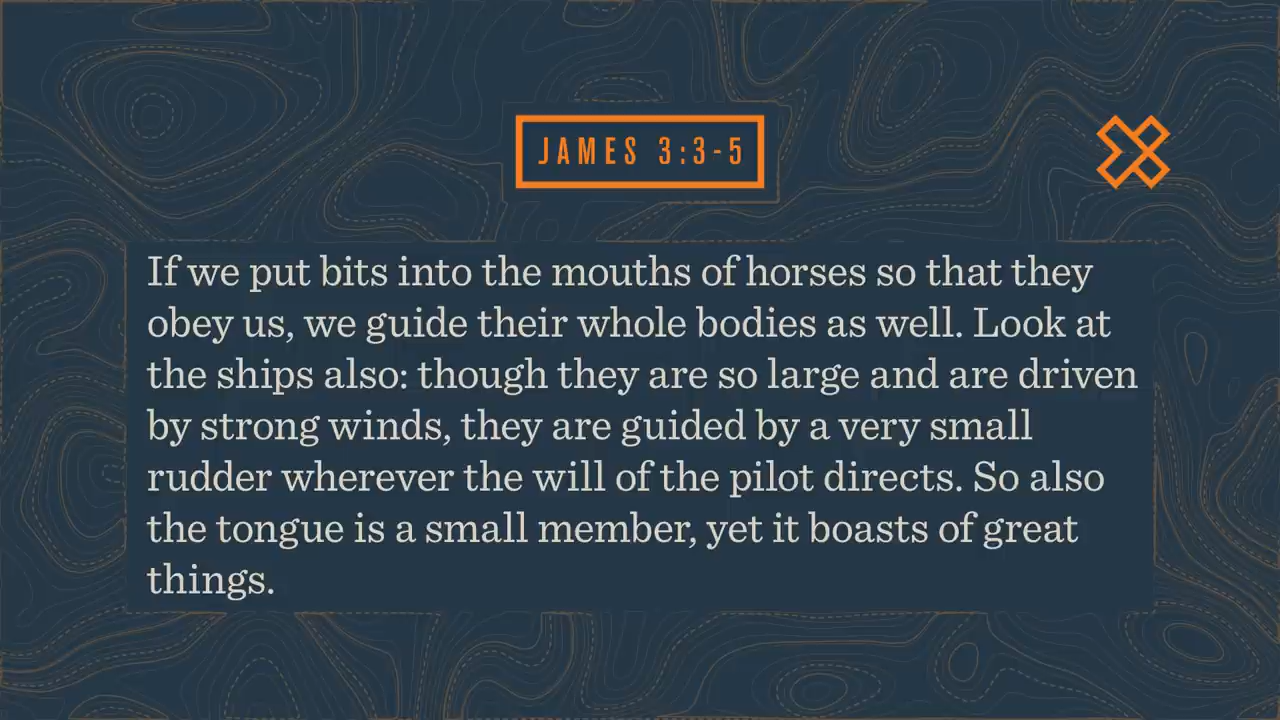 JAMES 3:3-5
If we put bits into the mouths of horses so that they
obey us, we guide their whole bodies as well. Look at
the ships also: though they are so large and are driven
by strong winds, they are guided by a very small
rudder wherever the will of the pilot directs. So also
the tongue is a small member, yet it boasts of great
things.